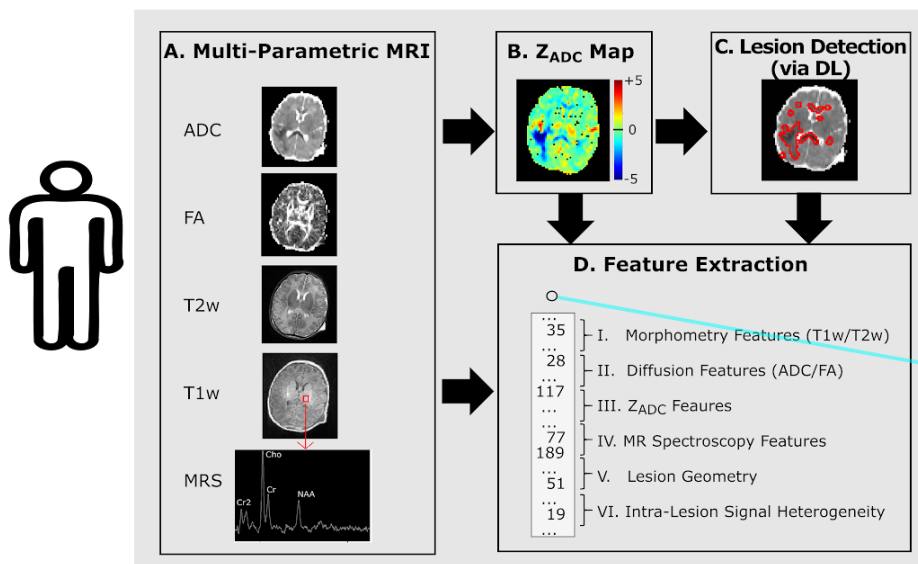 A. Multi-Parametric MRI
ADC
FA
T2w
T1w
MRS
Cho
Cr
Cr2
NAA
B. ZADC Map
+5
0
-5
C. Lesion Detection
(via DL)
D. Feature Extraction
...
35
...
28
...
117
...
77
189
...
51
...
19
...
I. Morphometry Features (T1w/T2w)
II. Diffusion Features (ADC/FA)
III. ZADC Feaures
IV. MR Spectroscopy Features
V. Lesion Geometry
VI. Intra-Lesion Signal Heterogeneity